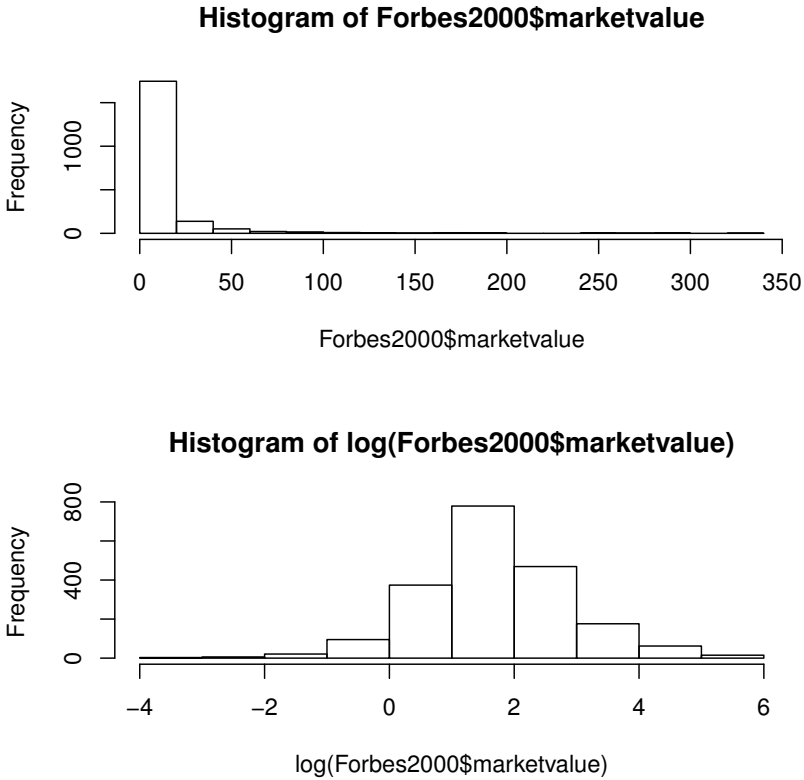 Histogram of Forbes2000$marketvalue
Frequency
0 1000
0 50 100 150 200 250 300 350
Forbes2000$marketvalue
Histogram of log(Forbes2000$marketvalue)
Frequency
0 400 800
−4 −2 0 2 4 6
log(Forbes2000$marketvalue)